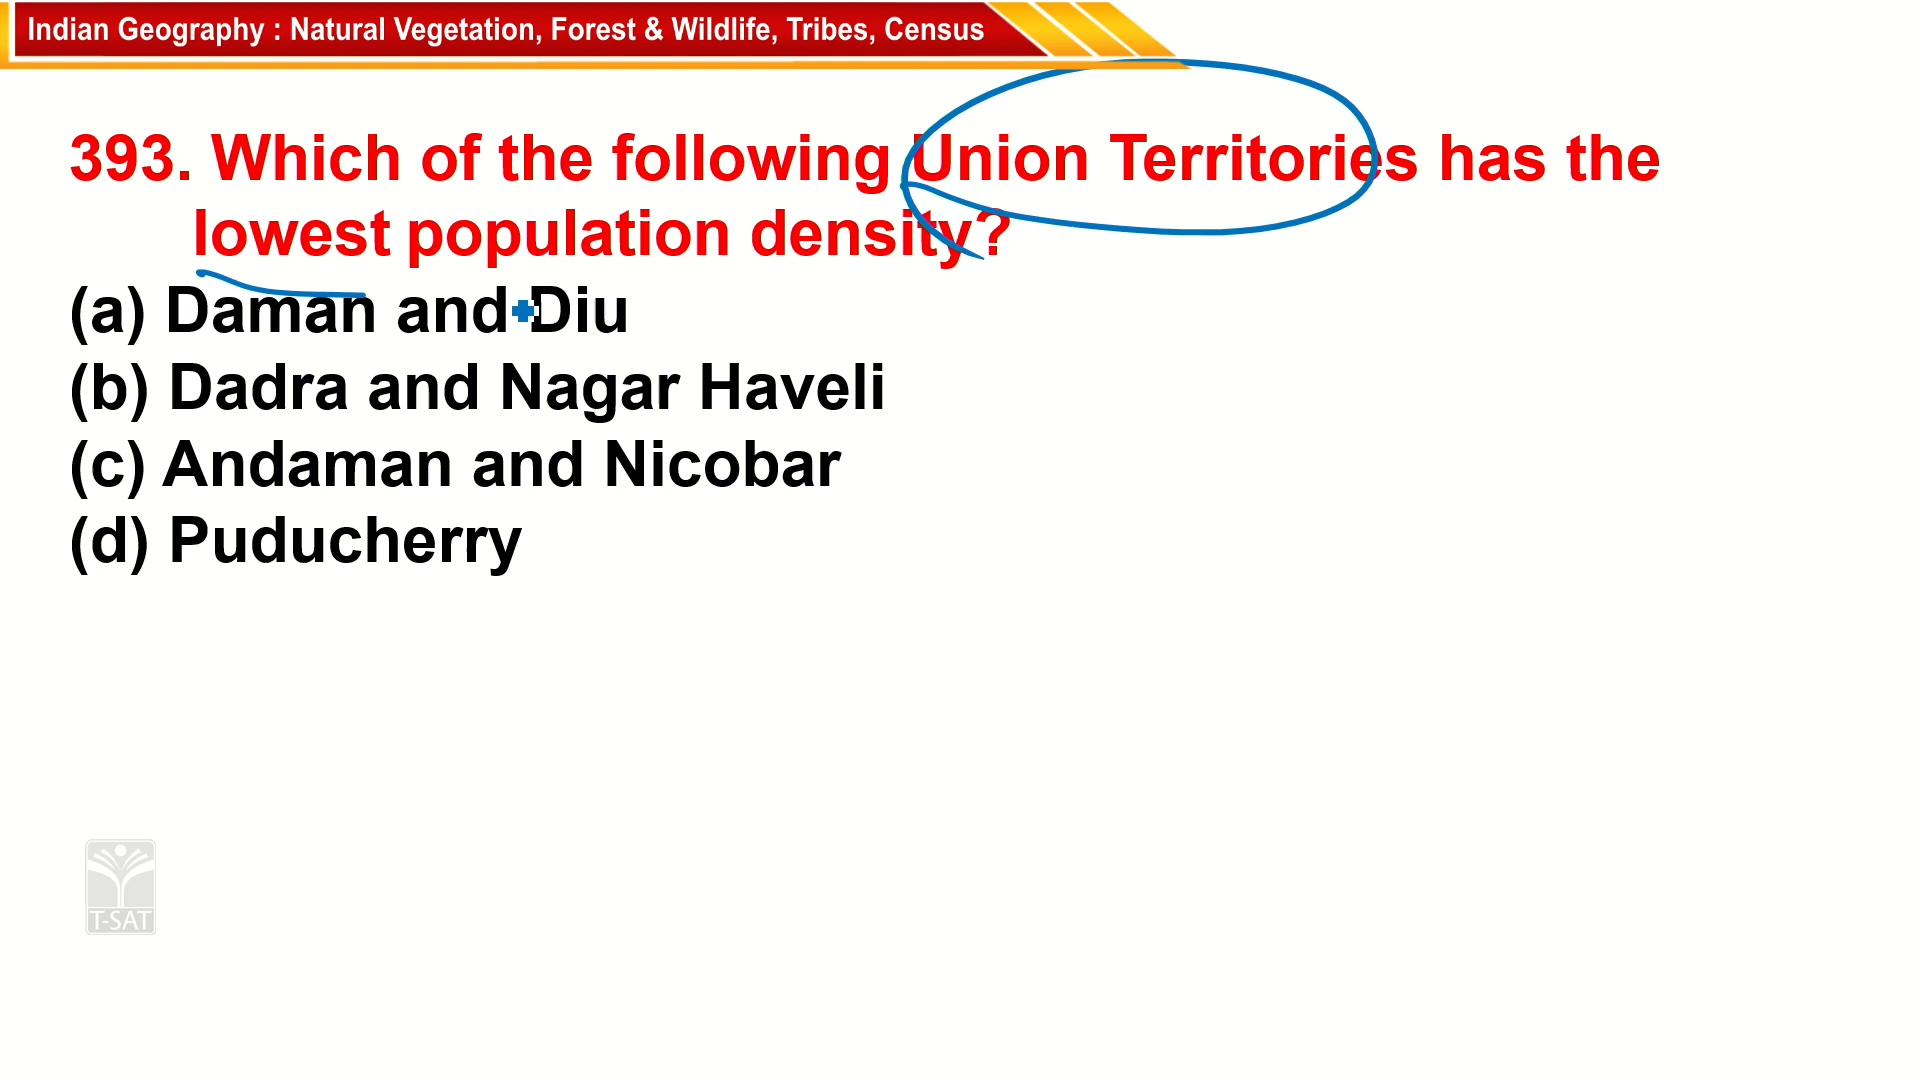 Indian Geography : Natural Vegetation, Forest & Wildlife, Tribes, Census
393. Which of the following Union Territories has the
lowest population density?
(a) Daman and Diu
(b) Dadra and Nagar Haveli
(c) Andaman and Nicobar
(d) Puducherry
T-SAT